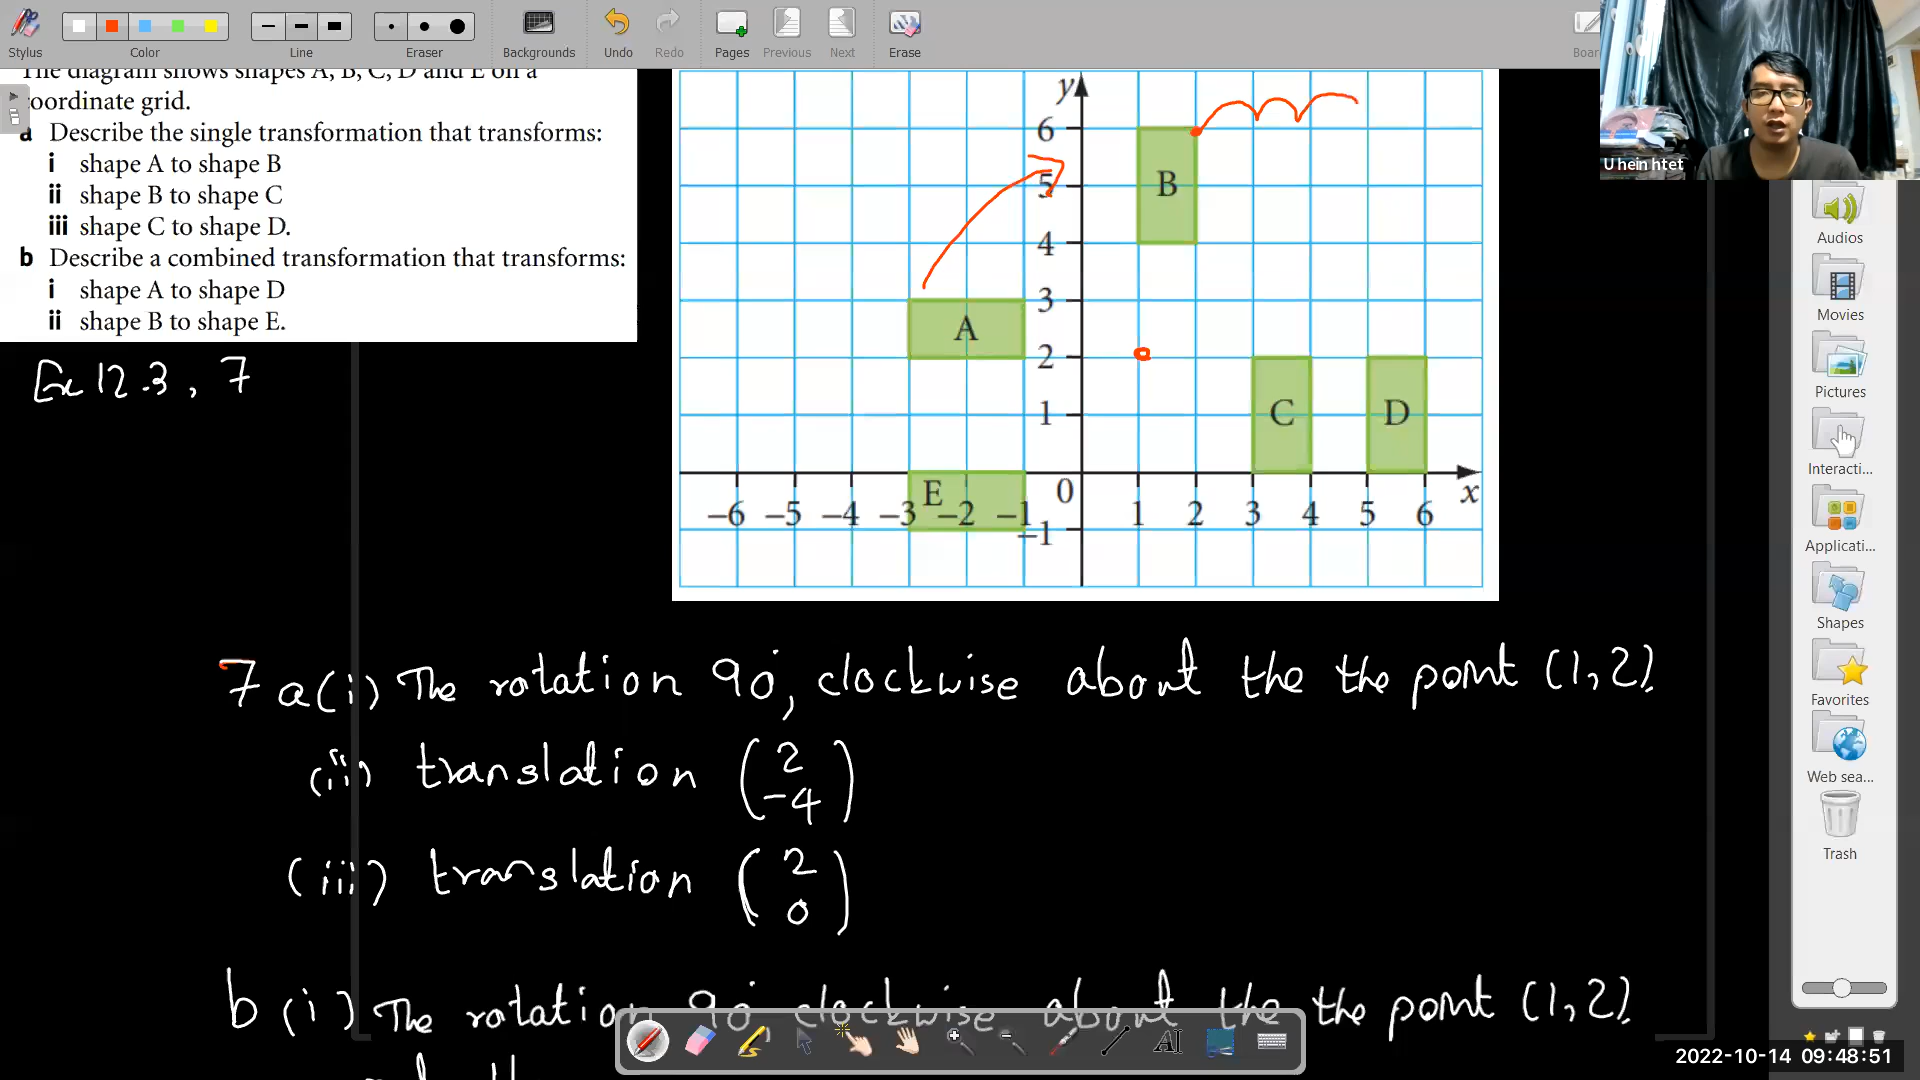 Stylus
Color
Line
Eraser
Backgrounds
Undo
Redo
Pages
Previous
Next
Erase
The diagram shows shapes A, B, C, D and E on a
coordinate grid.
a Describe the single transformation that transforms:
i shape A to shape B
ii shape B to shape C
iii shape C to shape D.
b Describe a combined transformation that transforms:
i shape A to shape D
ii shape B to shape E.
Ex 12.3, 7
y
6
5
4
3
2
1
0
–1
–6 –5 –4 –3 –2 –1 1 2 3 4 5 6
x
A
B
C
D
E
7 a (i) The rotation 90°, clockwise about the the point (1,2).
(ii) translation (2 -4)
(iii) translation (2 0)
b (i) The rotation 90° clockwise about the the point (1,2).
U hein htet
Audios
Movies
Pictures
Interacti...
Applicati...
Shapes
Favorites
Web sea...
Trash
2022-10-14 09:48:51